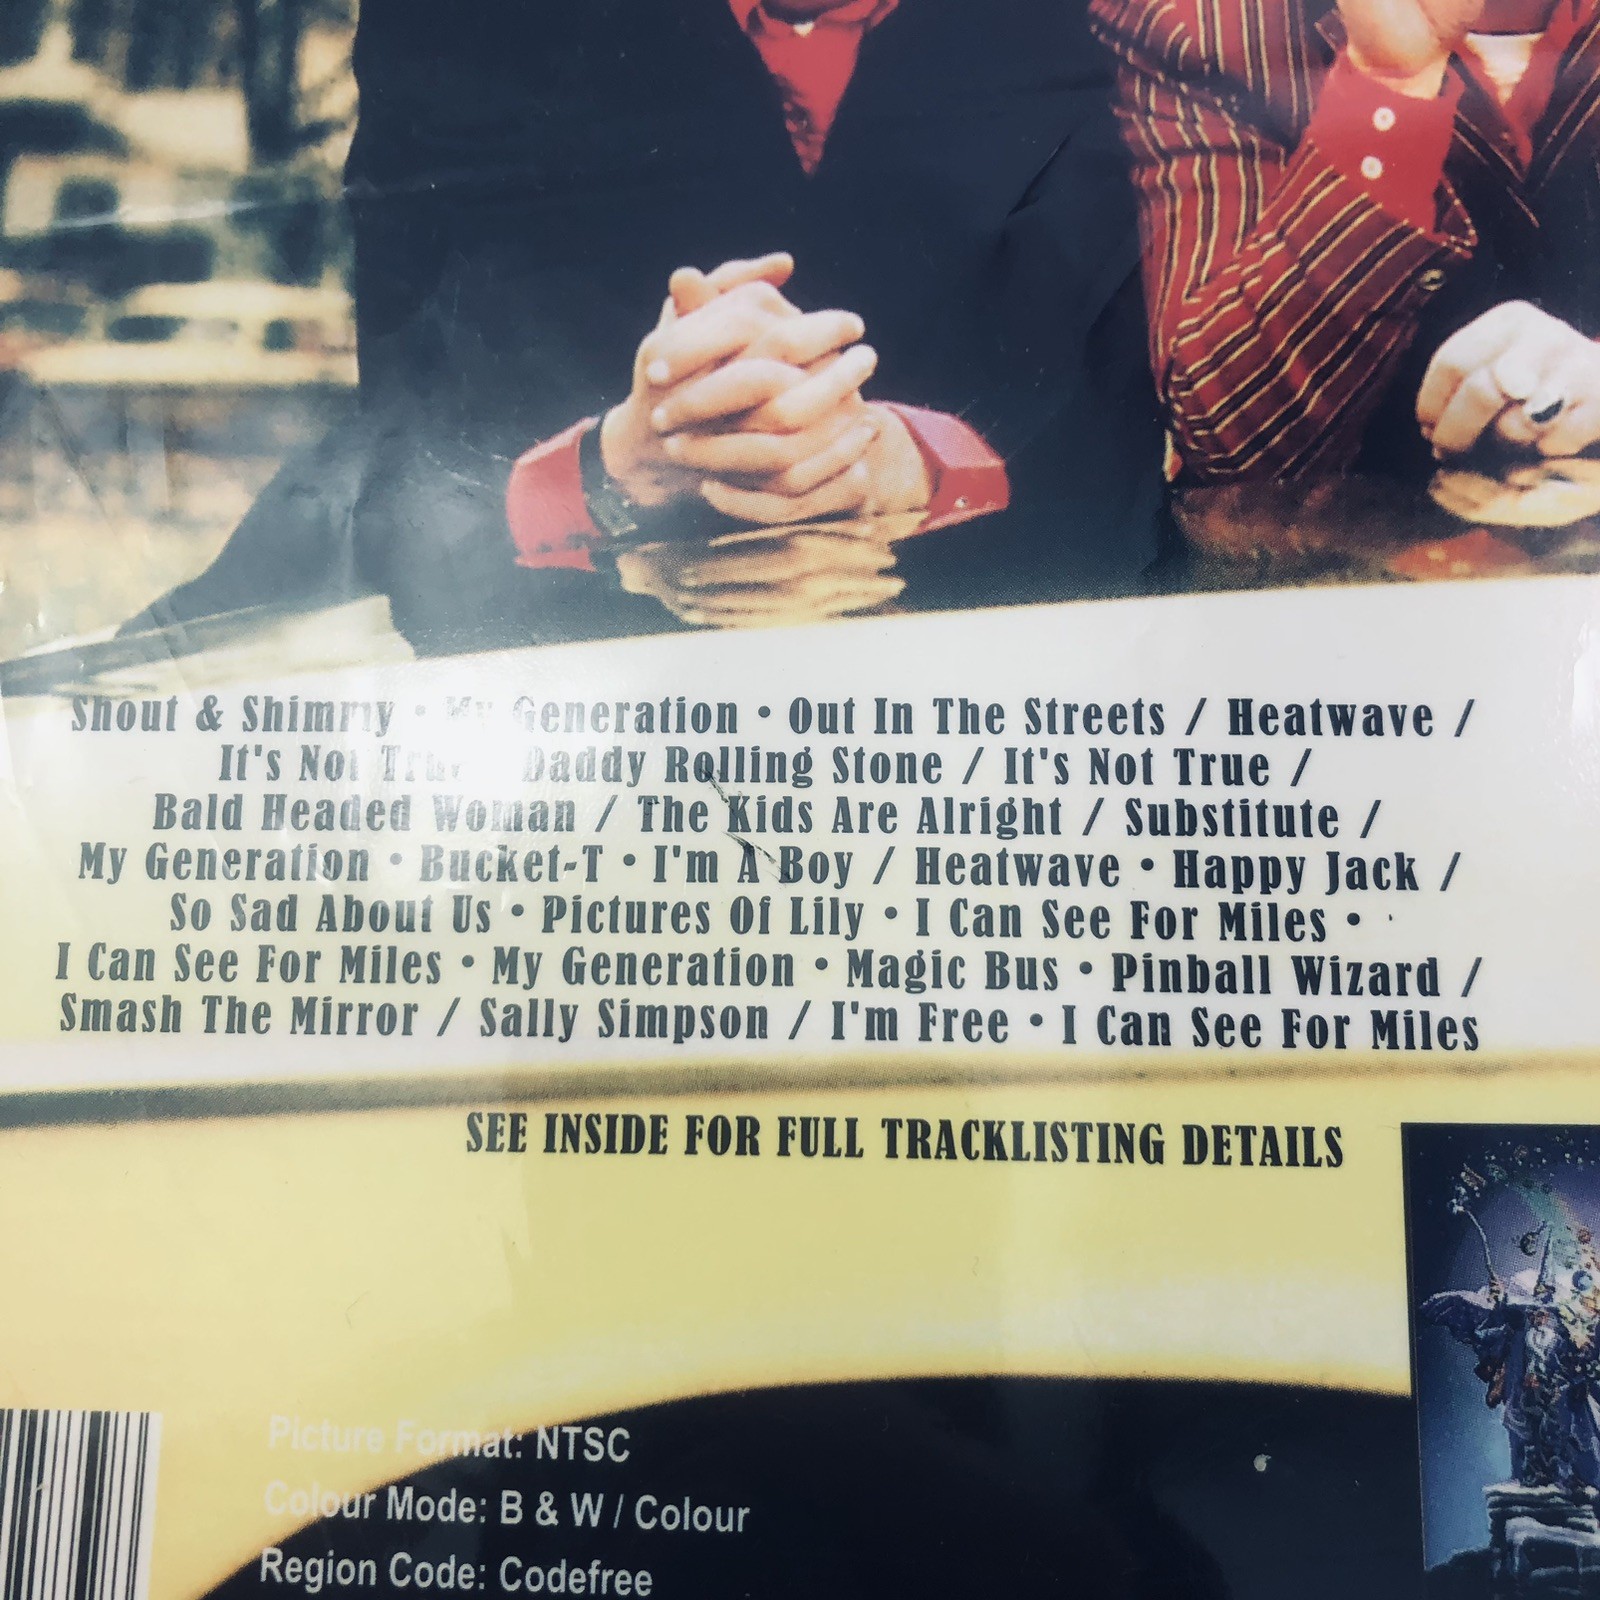 Shout & Shimmy • My Generation • Out In The Streets / Heatwave /
It's Not True Daddy Rolling Stone / It's Not True /
Bald Headed Woman / The Kids Are Alright / Substitute /
My Generation • Bucket-T • I'm A Boy / Heatwave • Happy Jack /
So Sad About Us • Pictures Of Lily • I Can See For Miles •
I Can See For Miles • My Generation • Magic Bus • Pinball Wizard /
Smash The Mirror / Sally Simpson / I'm Free • I Can See For Miles
SEE INSIDE FOR FULL TRACKLISTING DETAILS
Picture Format: NTSC
Colour Mode: B & W / Colour
Region Code: Codefree